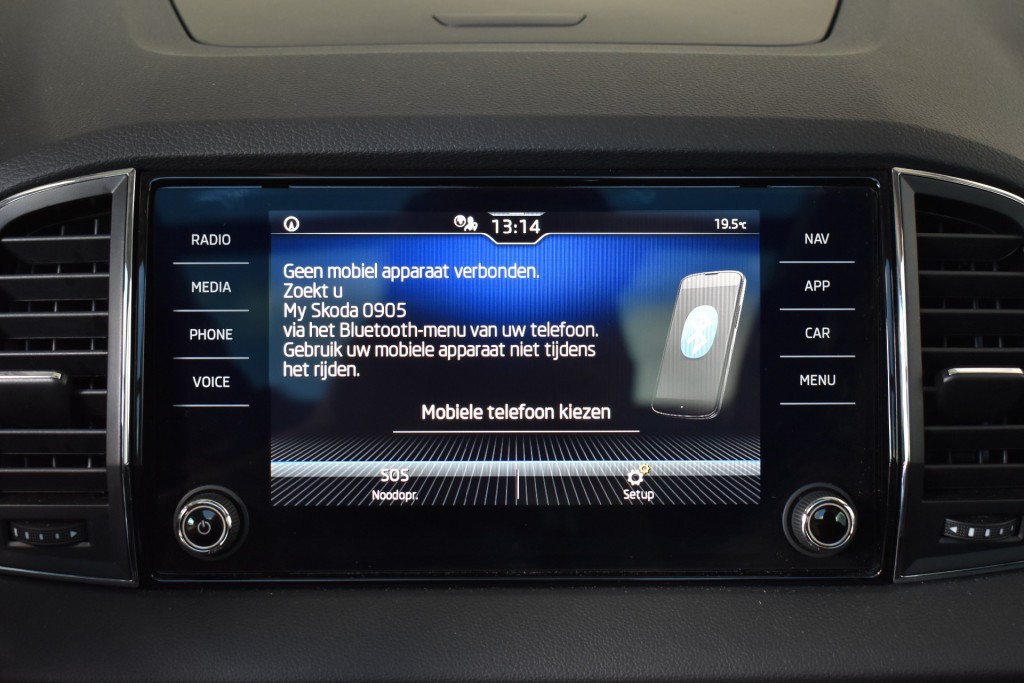 RADIO
MEDIA
PHONE
VOICE
13:14
19.5°C
Geen mobiel apparaat verbonden.
Zoekt u
My Skoda 0905
via het Bluetooth-menu van uw telefoon.
Gebruik uw mobiele apparaat niet tijdens
het rijden.
Mobiele telefoon kiezen
SOS
Noodopr.
Setup
NAV
APP
CAR
MENU